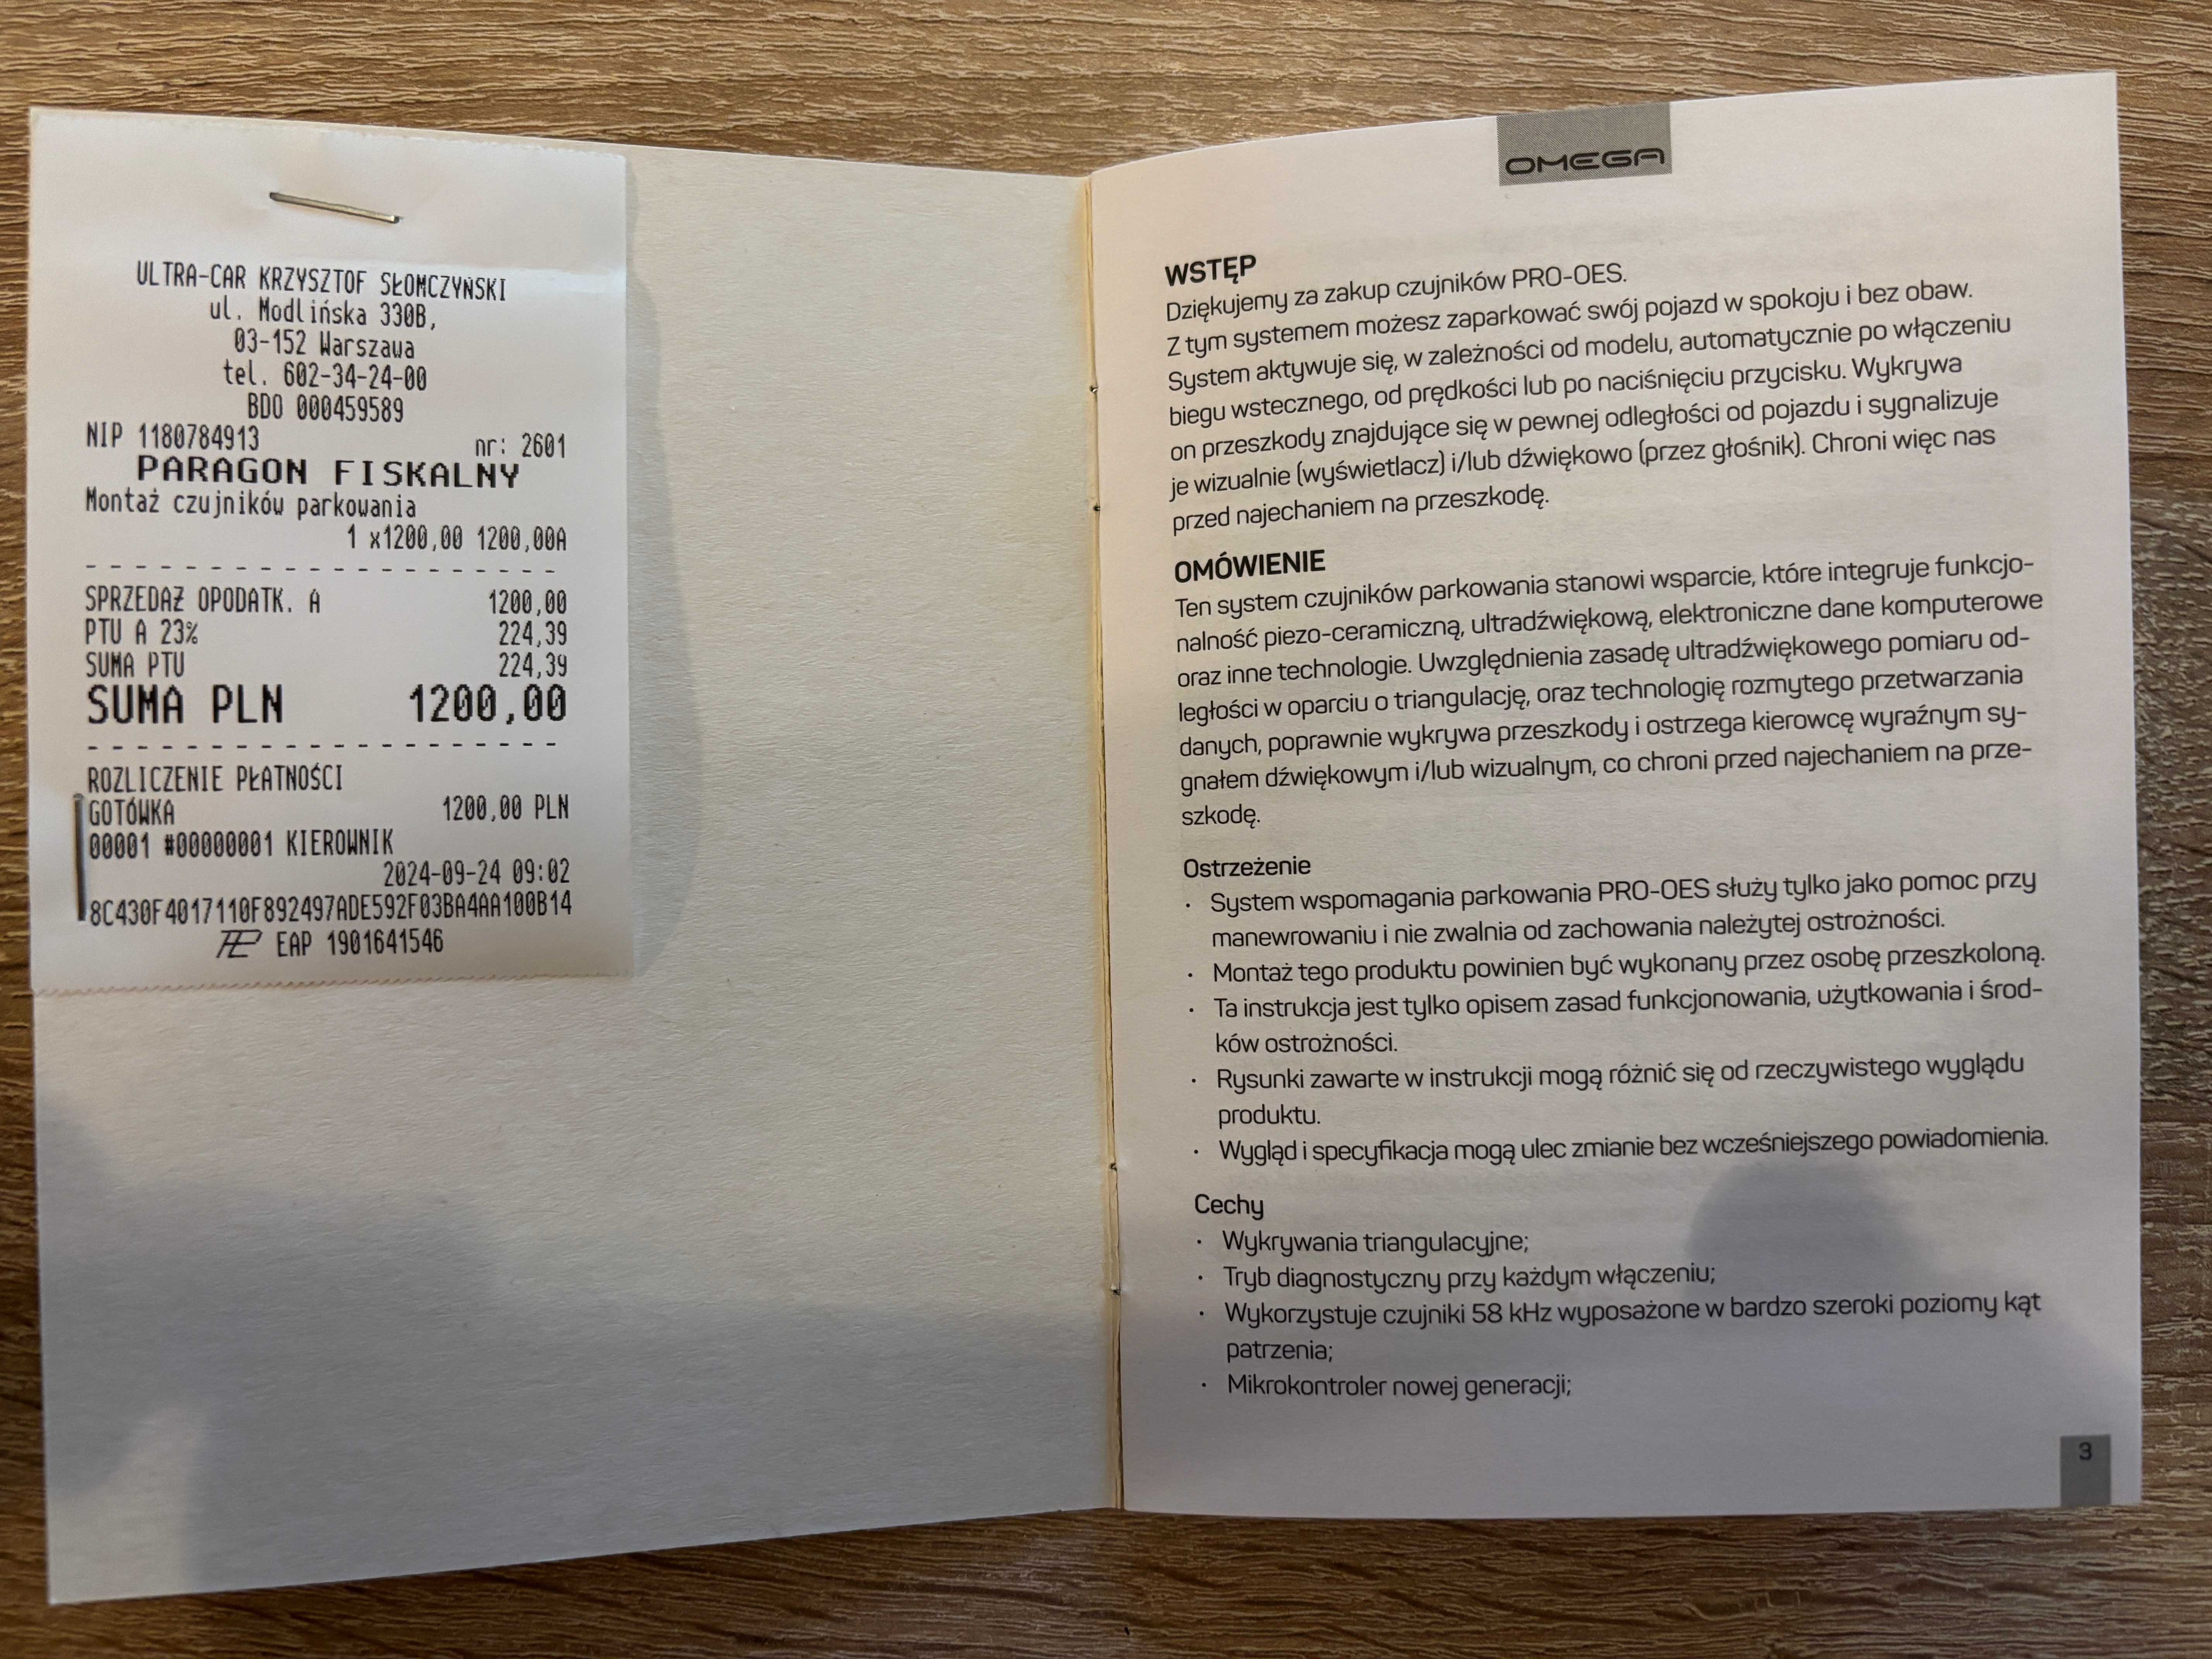 ULTRA-CAR KRZYSZTOF SŁOMCZYŃSKI
ul. Modlińska 330B,
03-152 Warszawa
tel. 602-34-24-00
BDO 000459589
NIP 1180784913 nr: 2601
PARAGON FISKALNY
Montaż czujników parkowania
1 x1200,00 1200,00A
SPRZEDAŻ OPODATK. A 1200,00
PTU A 23% 224,39
SUMA PTU 224,39
SUMA PLN 1200,00
ROZLICZENIE PŁATNOŚCI
GOTÓWKA 1200,00 PLN
00001 #00000001 KIEROWNIK
2024-09-24 09:02
8C430F4017110F892497ADE592F03BA4AA100B14
EAP 1901641546
OMEGA
WSTĘP
Dziękujemy za zakup czujników PRO-OES.
Z tym systemem możesz zaparkować swój pojazd w spokoju i bez obaw.
System aktywuje się, w zależności od modelu, automatycznie po włączeniu
biegu wstecznego, od prędkości lub po naciśnięciu przycisku. Wykrywa
on przeszkody znajdujące się w pewnej odległości od pojazdu i sygnalizuje
je wizualnie (wyświetlacz) i/lub dźwiękowo (przez głośnik). Chroni więc nas
przed najechaniem na przeszkodę.
OMÓWIENIE
Ten system czujników parkowania stanowi wsparcie, które integruje funkcjo-
nalność piezo-ceramiczną, ultradźwiękową, elektroniczne dane komputerowe
oraz inne technologie. Uwzględnienia zasadę ultradźwiękowego pomiaru od-
ległości w oparciu o triangulację, oraz technologię rozmytego przetwarzania
danych, poprawnie wykrywa przeszkody i ostrzega kierowcę wyraźnym sy-
gnałem dźwiękowym i/lub wizualnym, co chroni przed najechaniem na prze-
szkodę.
Ostrzeżenie
· System wspomagania parkowania PRO-OES służy tylko jako pomoc przy
manewrowaniu i nie zwalnia od zachowania należytej ostrożności.
· Montaż tego produktu powinien być wykonany przez osobę przeszkoloną.
· Ta instrukcja jest tylko opisem zasad funkcjonowania, użytkowania i środ-
ków ostrożności.
· Rysunki zawarte w instrukcji mogą różnić się od rzeczywistego wyglądu
produktu.
· Wygląd i specyfikacja mogą ulec zmianie bez wcześniejszego powiadomienia.
Cechy
· Wykrywania triangulacyjne;
· Tryb diagnostyczny przy każdym włączeniu;
· Wykorzystuje czujniki 58 kHz wyposażone w bardzo szeroki poziomy kąt
patrzenia;
· Mikrokontroler nowej generacji;
3